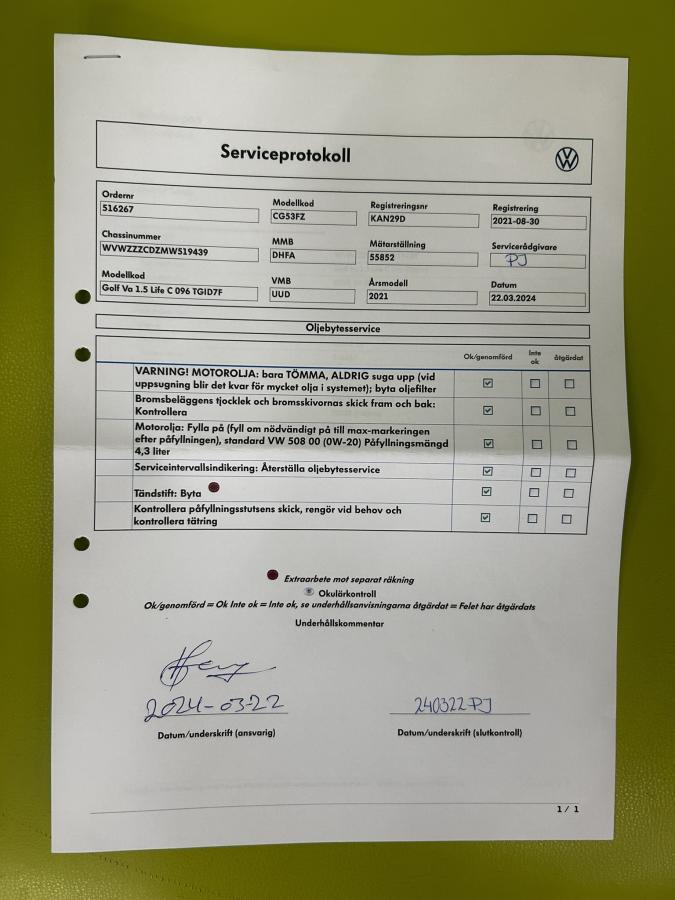 Serviceprotokoll
Ordernr
516267
Modellkod
CG53FZ
Registreringsnr
KAN29D
Registrering
2021-08-30
Chassinummer
WVWZZZCDZMW519439
MMB
DHFA
Mätarställning
55852
Servicerådgivare
PJ
Modellkod
Golf Va 1.5 Life C 096 TGID7F
VMB
UUD
Årsmodell
2021
Datum
22.03.2024
Oljebytesservice
Ok/genomförd
Inte
ok
åtgärdat
VARNING! MOTOROLJA: bara TÖMMA, ALDRIG suga upp (vid
uppsugning blir det kvar för mycket olja i systemet); byta oljefilter
Bromsbeläggens tjocklek och bromsskivornas skick fram och bak:
Kontrollera
Motorolja: Fylla på (fyll om nödvändigt på till max-markeringen
efter påfyllningen), standard VW 508 00 (0W-20) Påfyllningsmängd
4,3 liter
Serviceintervallsindikering: Återställa oljebytesservice
Tändstift: Byta
Kontrollera påfyllningsstutsens skick, rengör vid behov och
kontrollera tätring
Extraarbete mot separat räkning
Okulärkontroll
Ok/genomförd = Ok Inte ok = Inte ok, se underhållsanvisningarna åtgärdat = Felet har åtgärdats
Underhållskommentar
2024-03-22
240322 PJ
Datum/underskrift (ansvarig)
Datum/underskrift (slutkontroll)
1 / 1